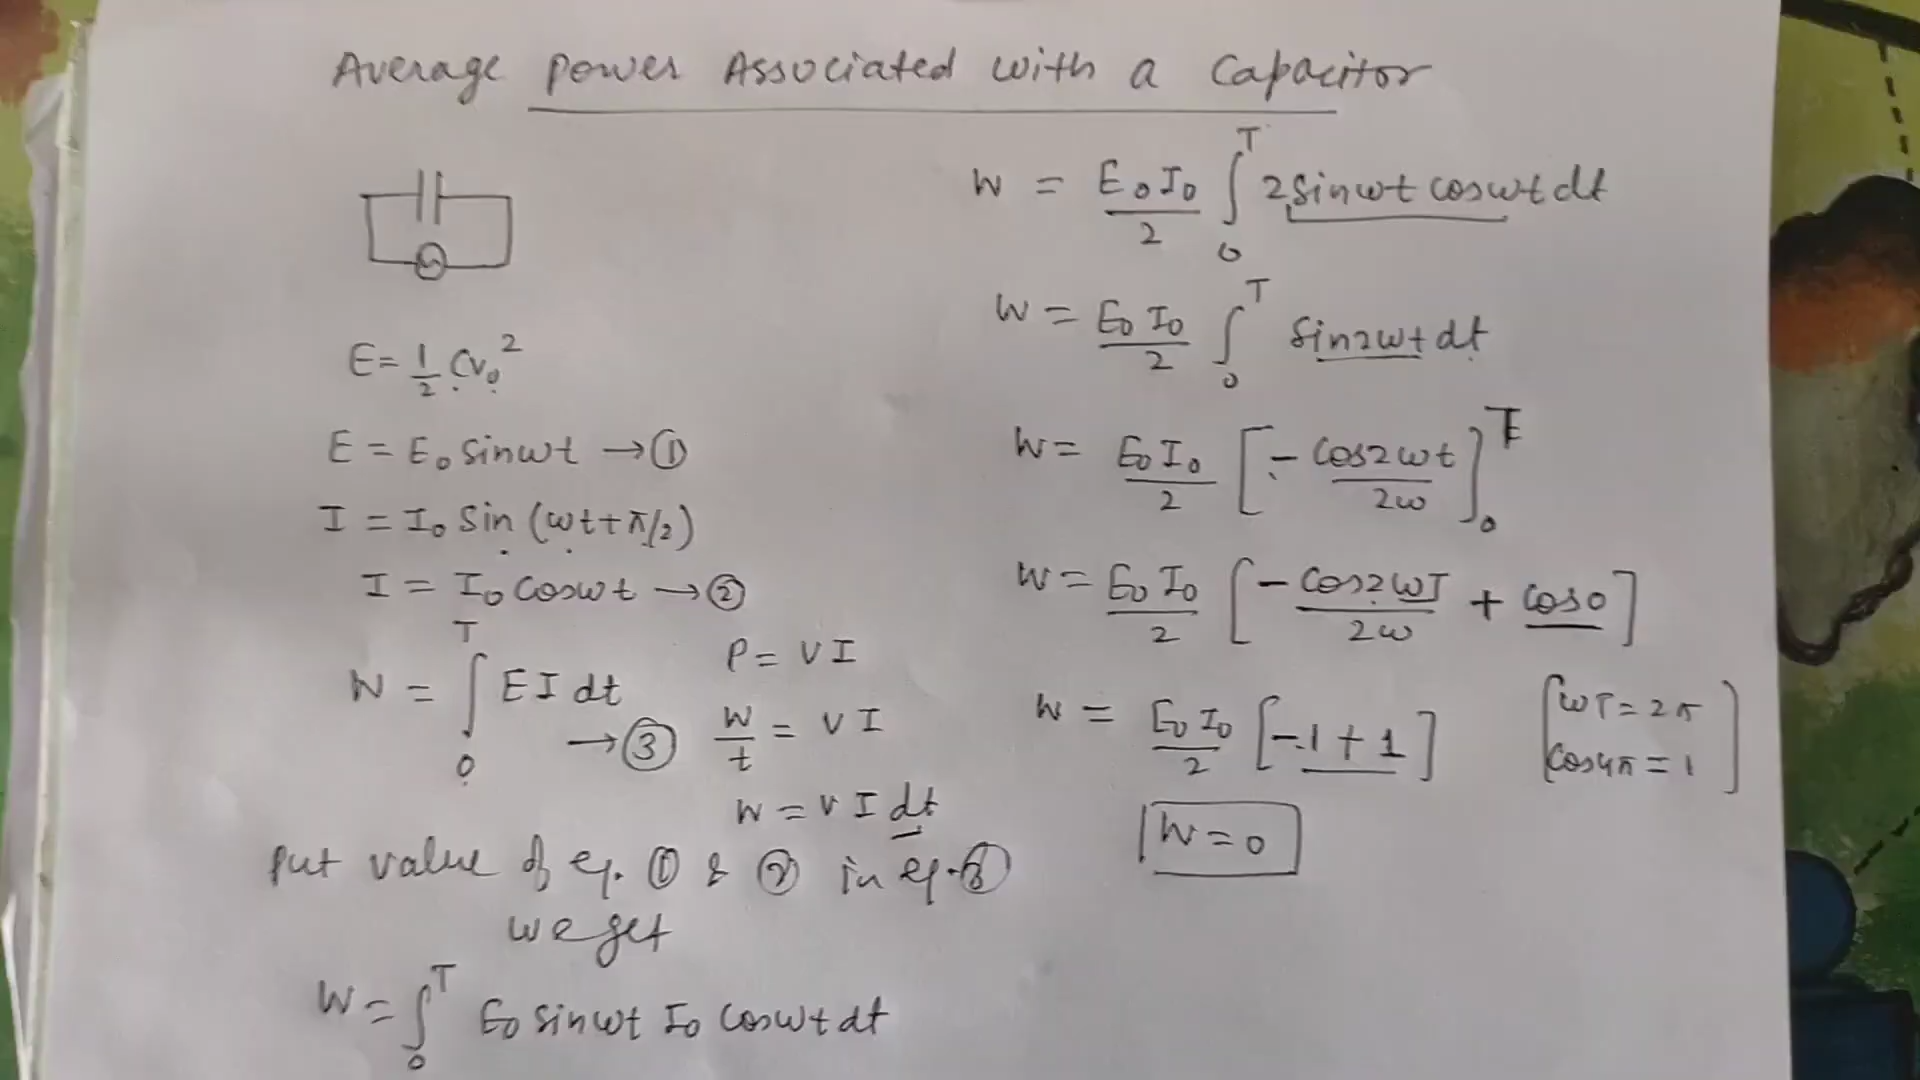 Average Power Associated with a Capacitor
E = 1/2 CV₀²
E = E₀ sinωt → ①
I = I₀ sin (ωt + π/2)
I = I₀ cosωt → ②
W = ∫₀ᵀ E I dt → ③
P = VI
W/t = VI
W = V I dt
Put value of eq. ① & ② in eq. ③
we get
W = ∫₀ᵀ E₀ sinωt I₀ cosωt dt
W = E₀I₀/2 ∫₀ᵀ 2 sinωt cosωt dt
W = E₀I₀/2 ∫₀ᵀ sin2ωt dt
W = E₀I₀/2 [- cos2ωt/2ω]₀ᵀ
W = E₀I₀/2 [- cos2ωT/2ω + cos0]
W = E₀I₀/2 [-1 + 1]
[ωT = 2π
cos4π = 1]
W = 0